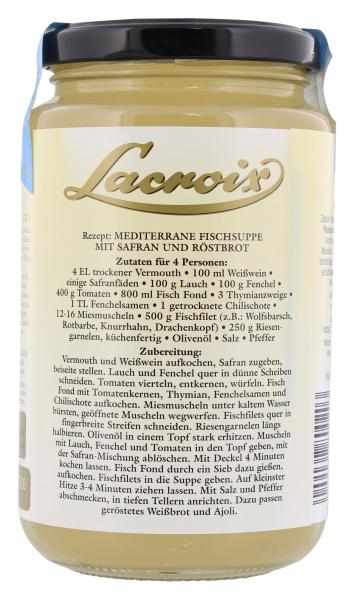 Lacroix
Rezept: MEDITERRANE FISCHSUPPE
MIT SAFRAN UND RÖSTBROT
Zutaten für 4 Personen:
4 EL trockener Vermouth • 100 ml Weißwein •
einige Safranfäden • 100 g Lauch • 100 g Fenchel •
400 g Tomaten • 800 ml Fisch Fond • 3 Thymianzweige •
1 TL Fenchelsamen • 1 getrocknete Chilischote •
12-16 Miesmuscheln • 500 g Fischfilet (z.B.: Wolfsbarsch,
Rotbarbe, Knurrhahn, Drachenkopf) • 250 g Riesen-
garnelen, küchenfertig • Olivenöl • Salz • Pfeffer
Zubereitung:
Vermouth und Weißwein aufkochen, Safran zugeben,
beiseite stellen. Lauch und Fenchel quer in dünne Scheiben
schneiden. Tomaten vierteln, entkernen, würfeln. Fisch
Fond mit Tomatenkernen, Thymian, Fenchelsamen und
Chilischote aufkochen. Miesmuscheln unter kaltem Wasser
bürsten, geöffnete Muscheln wegwerfen. Fischfilets quer in
fingerbreite Streifen schneiden. Riesengarnelen längs
halbieren. Olivenöl in einem Topf stark erhitzen. Muscheln
mit Lauch, Fenchel und Tomaten in den Topf geben, mit
der Safran-Mischung ablöschen. Mit Deckel 4 Minuten
kochen lassen. Fisch Fond durch ein Sieb dazu gießen,
aufkochen. Fischfilets in die Suppe geben. Auf kleinster
Hitze 3-4 Minuten ziehen lassen. Mit Salz und Pfeffer
abschmecken, in tiefen Tellern anrichten. Dazu passen
geröstetes Weißbrot und Ajoli.